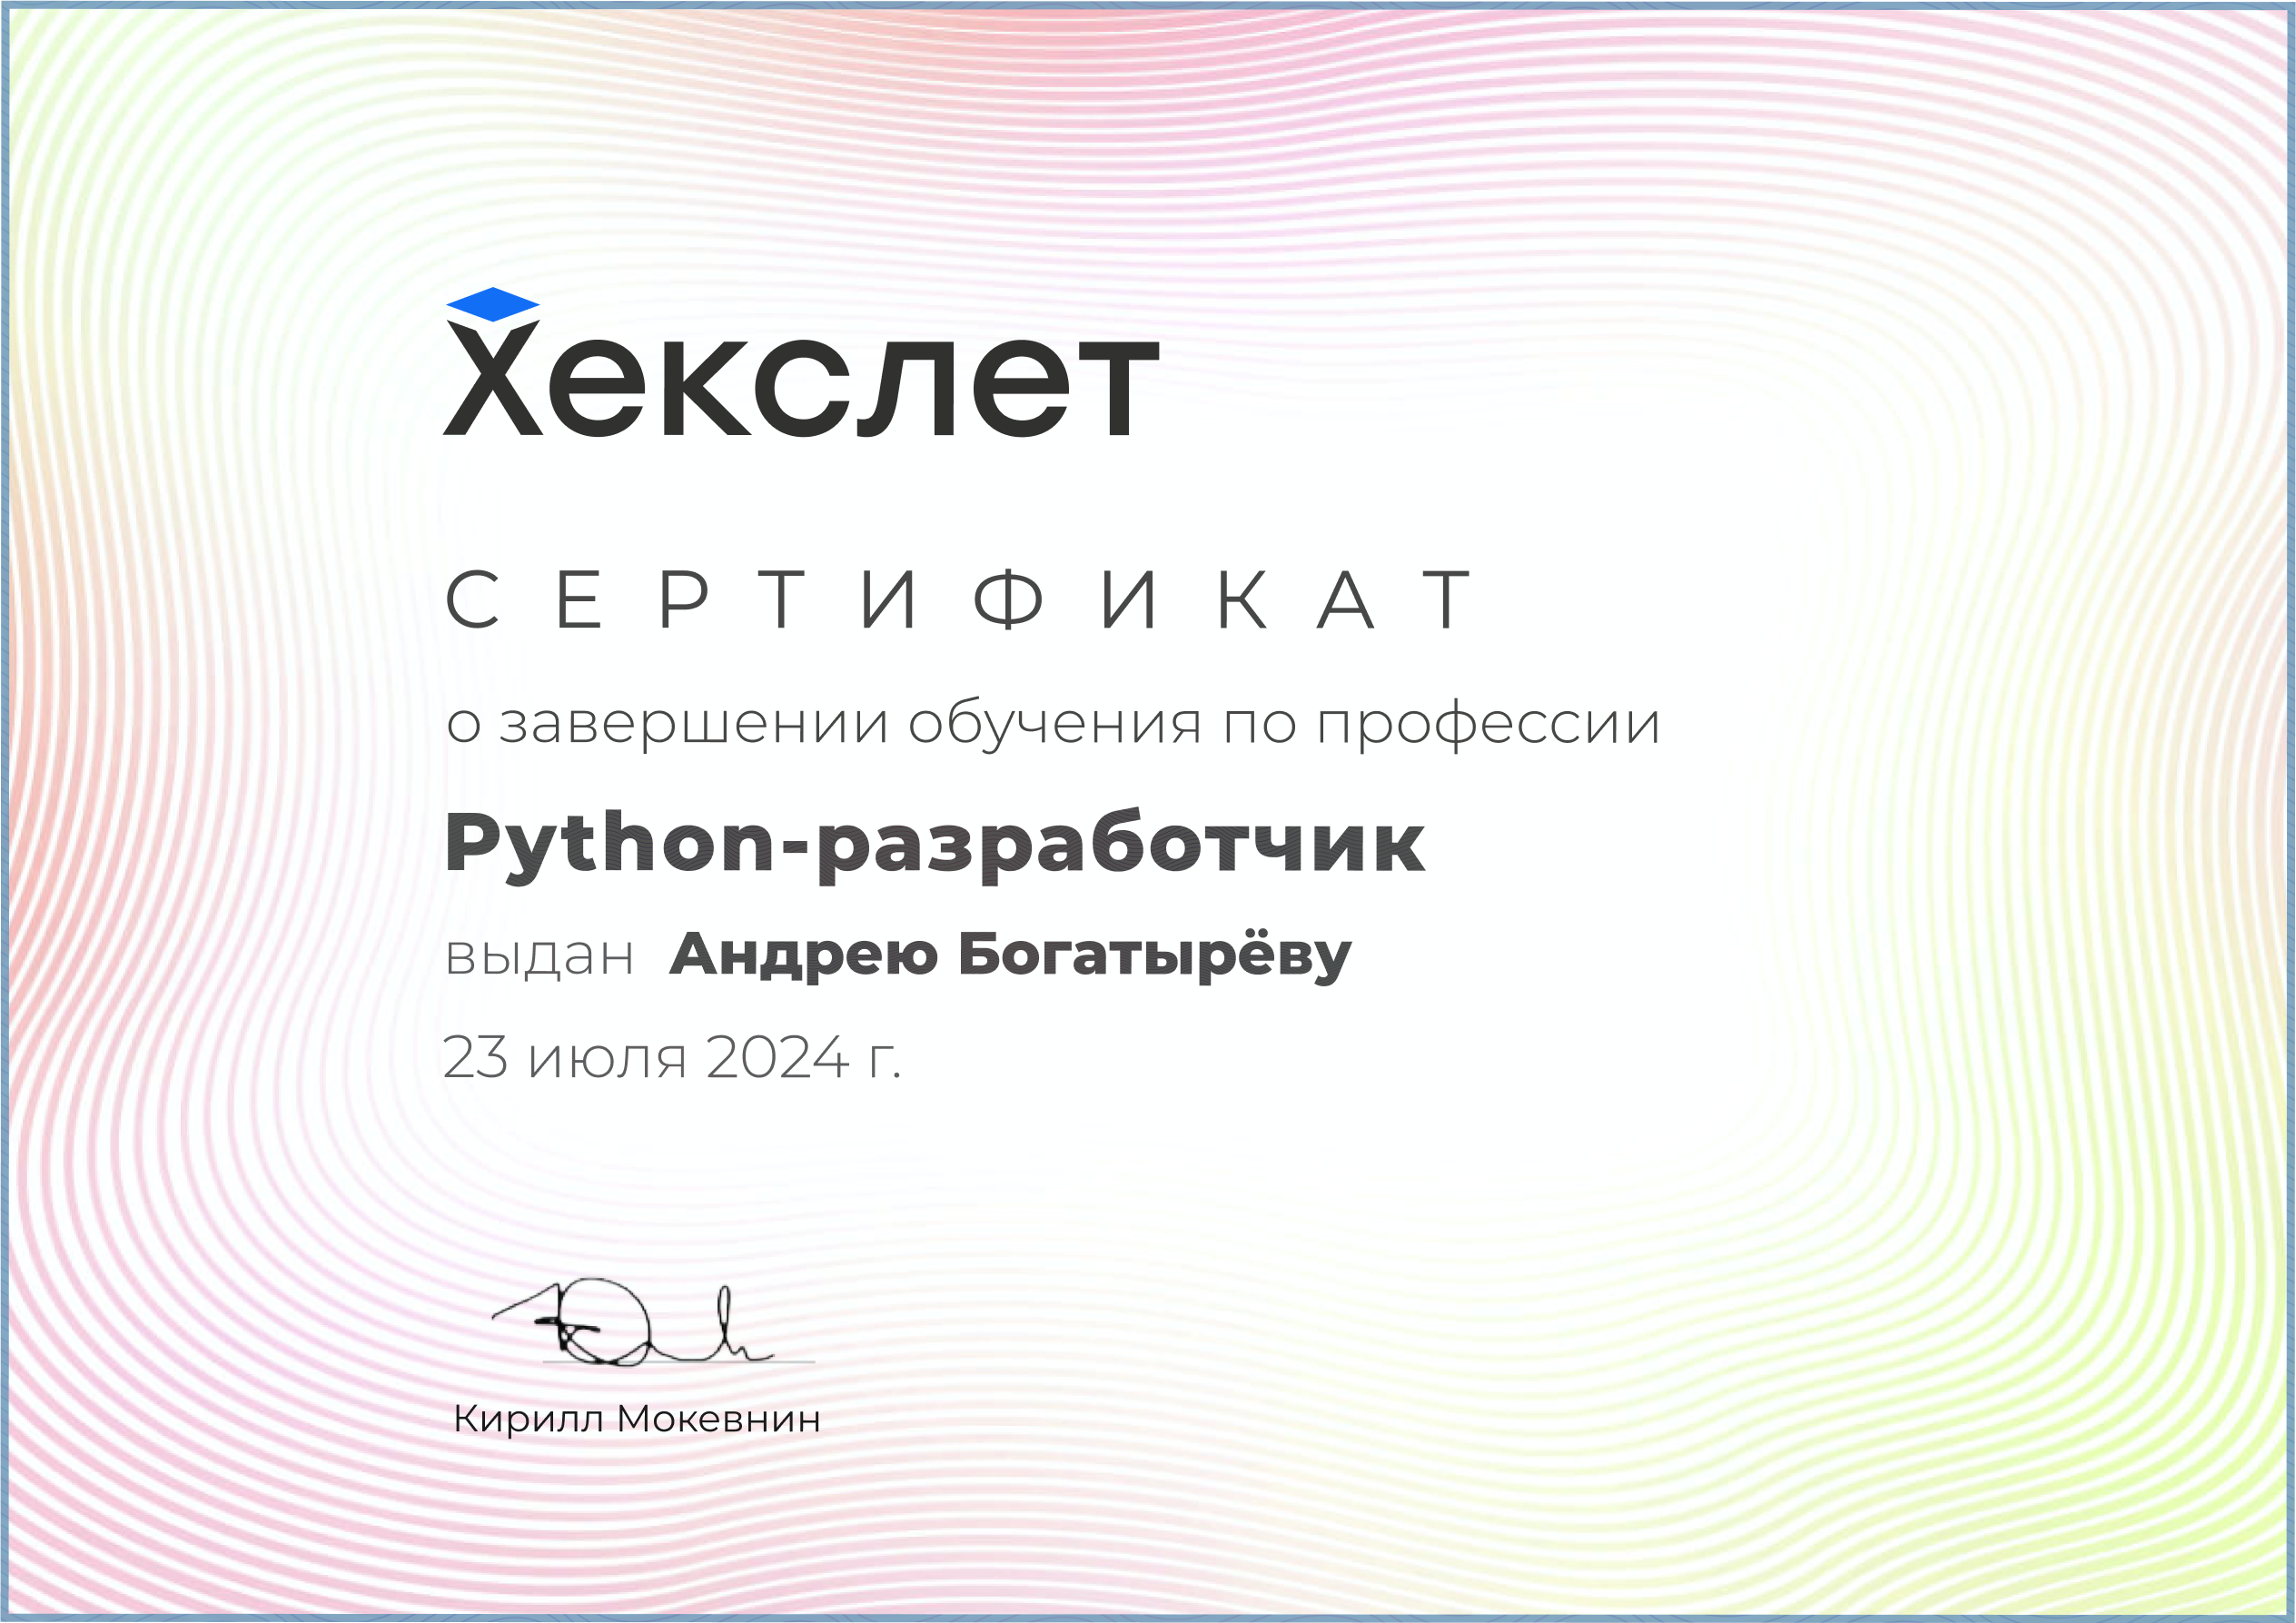 Хекслет
СЕРТИФИКАТ
о завершении обучения по профессии
Python-разработчик
выдан Андрею Богатырёву
23 июля 2024 г.
Кирилл Мокевнин